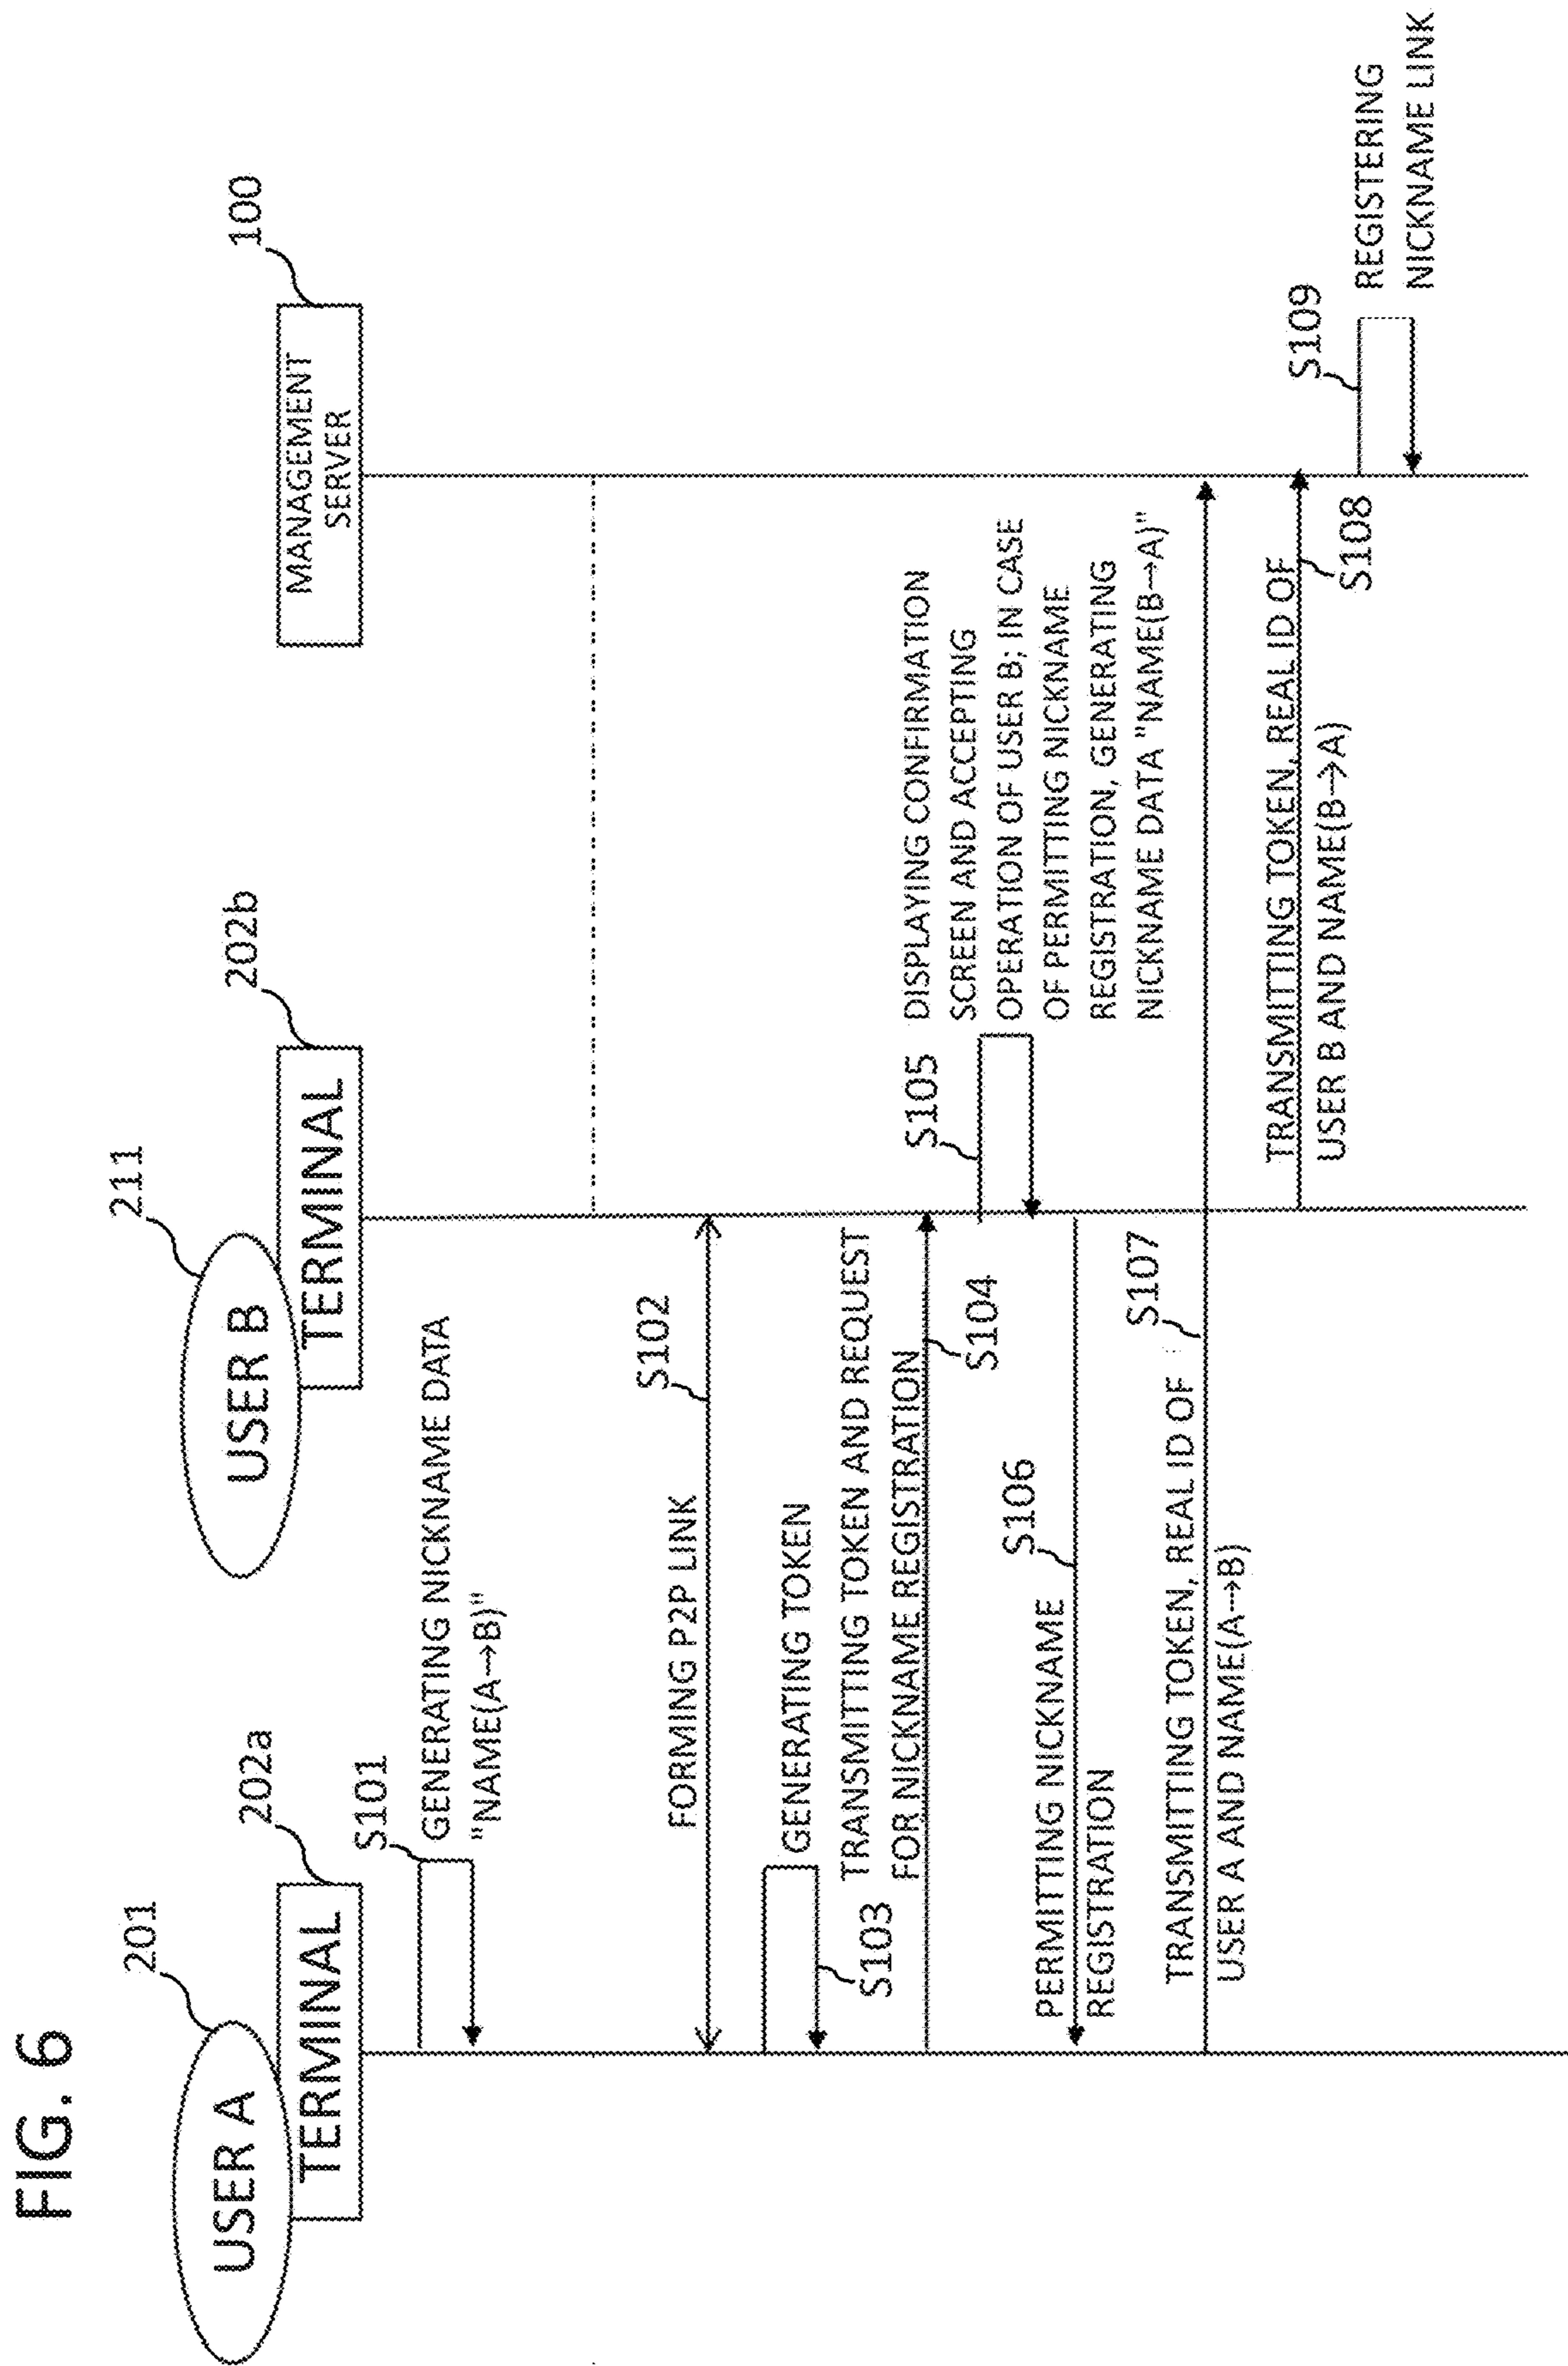 FIG. 6
201
USER A
TERMINAL
202a
211
USER B
TERMINAL
202b
MANAGEMENT
SERVER
100
S101
GENERATING NICKNAME DATA
"NAME(A→B)"
FORMING P2P LINK
S102
GENERATING TOKEN
S103
TRANSMITTING TOKEN AND REQUEST
FOR NICKNAME REGISTRATION
S104
S105
DISPLAYING CONFIRMATION
SCREEN AND ACCEPTING
OPERATION OF USER B; IN CASE
OF PERMITTING NICKNAME
REGISTRATION, GENERATING
NICKNAME DATA "NAME(B→A)"
S106
PERMITTING NICKNAME
REGISTRATION
S107
TRANSMITTING TOKEN, REAL ID OF
USER A AND NAME(A→B)
TRANSMITTING TOKEN, REAL ID OF
USER B AND NAME(B→A)
S108
S109
REGISTERING
NICKNAME LINK